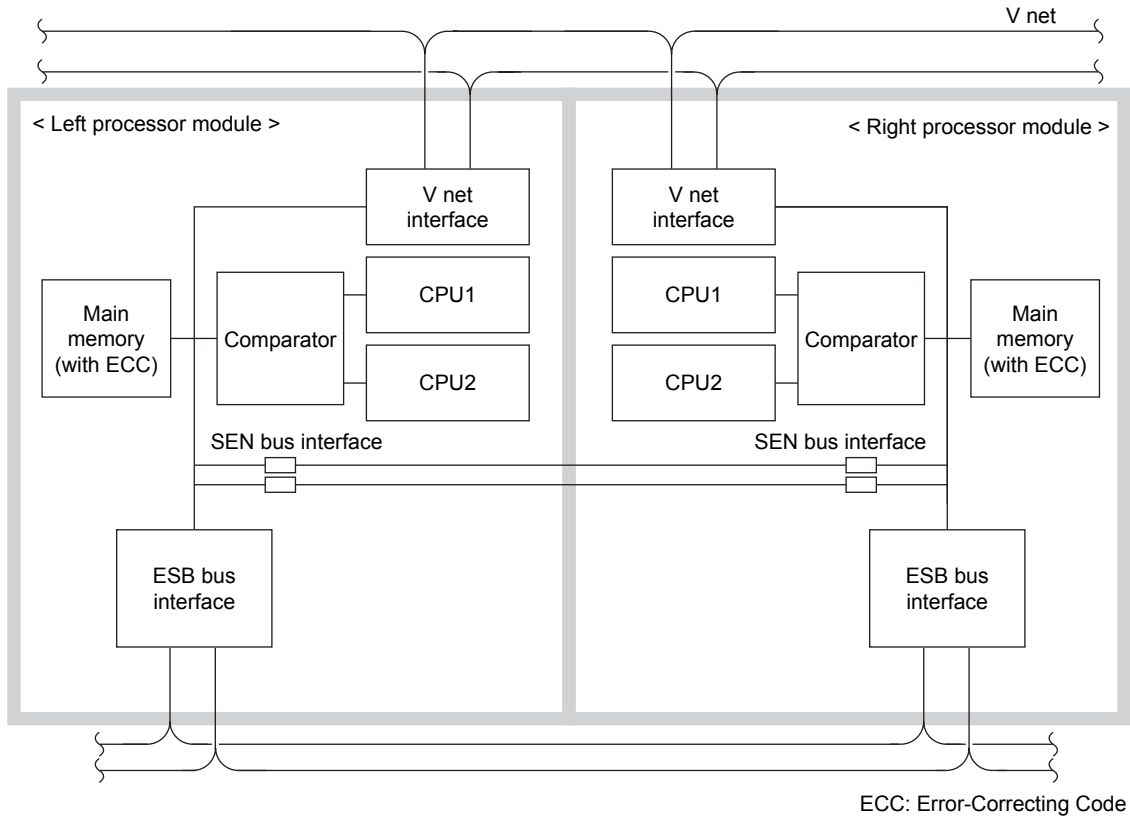 V net
< Left processor module >
< Right processor module >
V net
interface
V net
interface
Main
memory
(with ECC)
Comparator
CPU1
CPU2
CPU1
CPU2
Comparator
Main
memory
(with ECC)
SEN bus interface
SEN bus interface
ESB bus
interface
ESB bus
interface
ECC: Error-Correcting Code